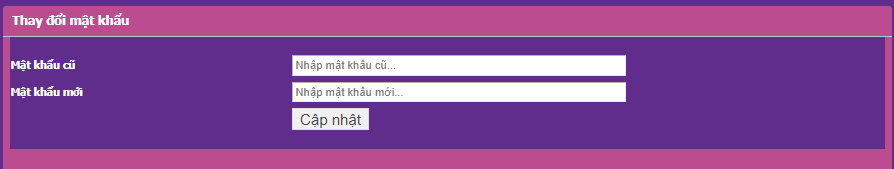 Thay đổi mật khẩu
Mật khẩu cũ
Nhập mật khẩu cũ...
Mật khẩu mới
Nhập mật khẩu mới...
Cập nhật